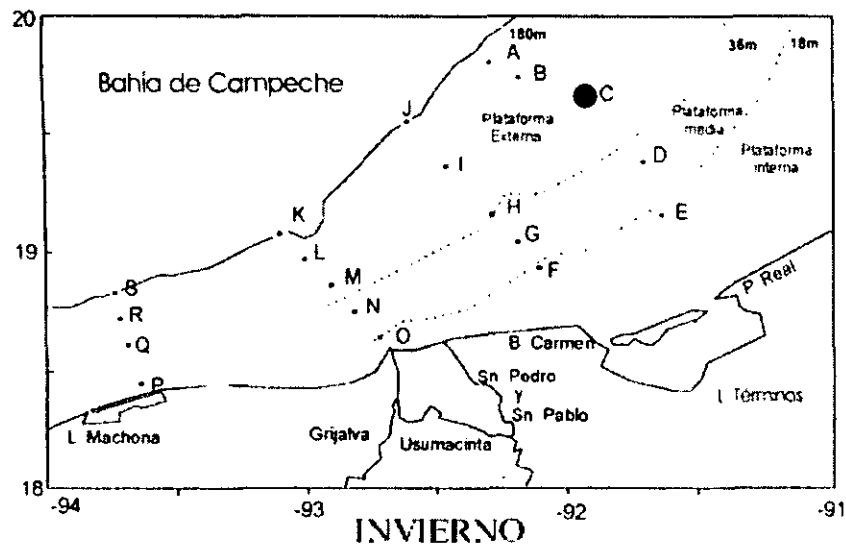 20
180m
36m
18m
A
B
Bahía de Campeche
C
J
Plataforma
Externa
Plataforma.
media
D
Plataforma
interna
I
H
E
K
19
G
L
F
M
S
N
R
P Real
O
B Carmen
Q
P
Sn Pedro
y
Sn Pablo
L Términos
L Machona
Grijalva
Usumacinta
18
-94
-93
-92
-91
INVIERNO